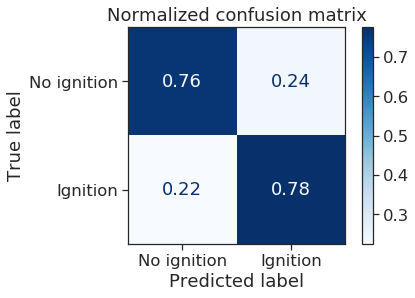 Normalized confusion matrix
True label
No ignition
0.76
0.24
Ignition
0.22
0.78
No ignition
Ignition
Predicted label
0.7
0.6
0.5
0.4
0.3